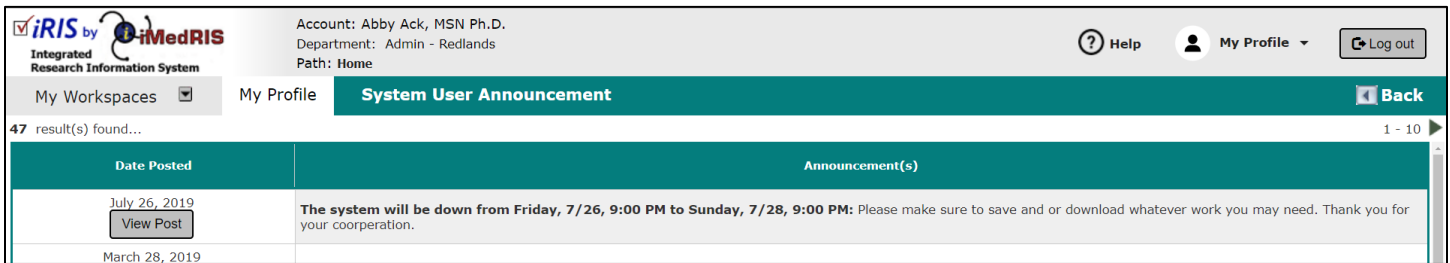 iRIS by iMedRIS
Integrated
Research Information System
Account: Abby Ack, MSN Ph.D.
Department: Admin - Redlands
Path: Home
? Help
My Profile
Log out
My Workspaces
My Profile
System User Announcement
Back
47 result(s) found...
1 - 10
Date Posted
Announcement(s)
July 26, 2019
View Post
The system will be down from Friday, 7/26, 9:00 PM to Sunday, 7/28, 9:00 PM: Please make sure to save and or download whatever work you may need. Thank you for
your coorperation.
March 28, 2019